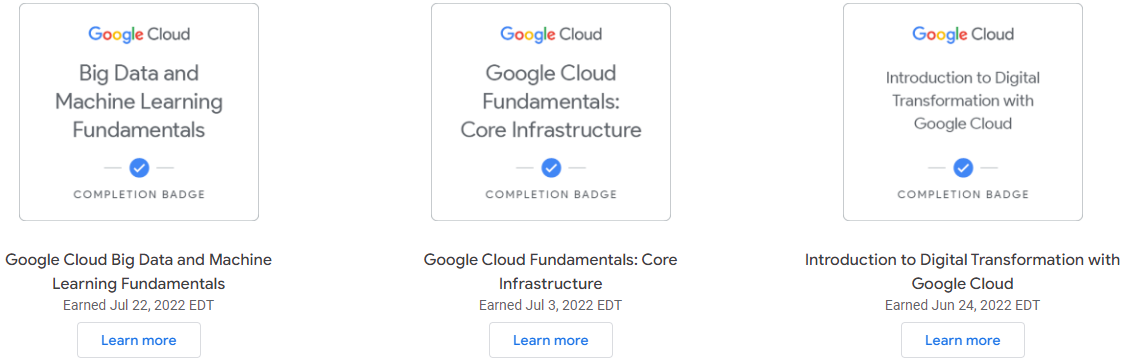 Google Cloud
Big Data and
Machine Learning
Fundamentals
COMPLETION BADGE
Google Cloud Big Data and Machine
Learning Fundamentals
Earned Jul 22, 2022 EDT
Learn more
Google Cloud
Google Cloud
Fundamentals:
Core Infrastructure
COMPLETION BADGE
Google Cloud Fundamentals: Core
Infrastructure
Earned Jul 3, 2022 EDT
Learn more
Google Cloud
Introduction to Digital
Transformation with
Google Cloud
COMPLETION BADGE
Introduction to Digital Transformation with
Google Cloud
Earned Jun 24, 2022 EDT
Learn more